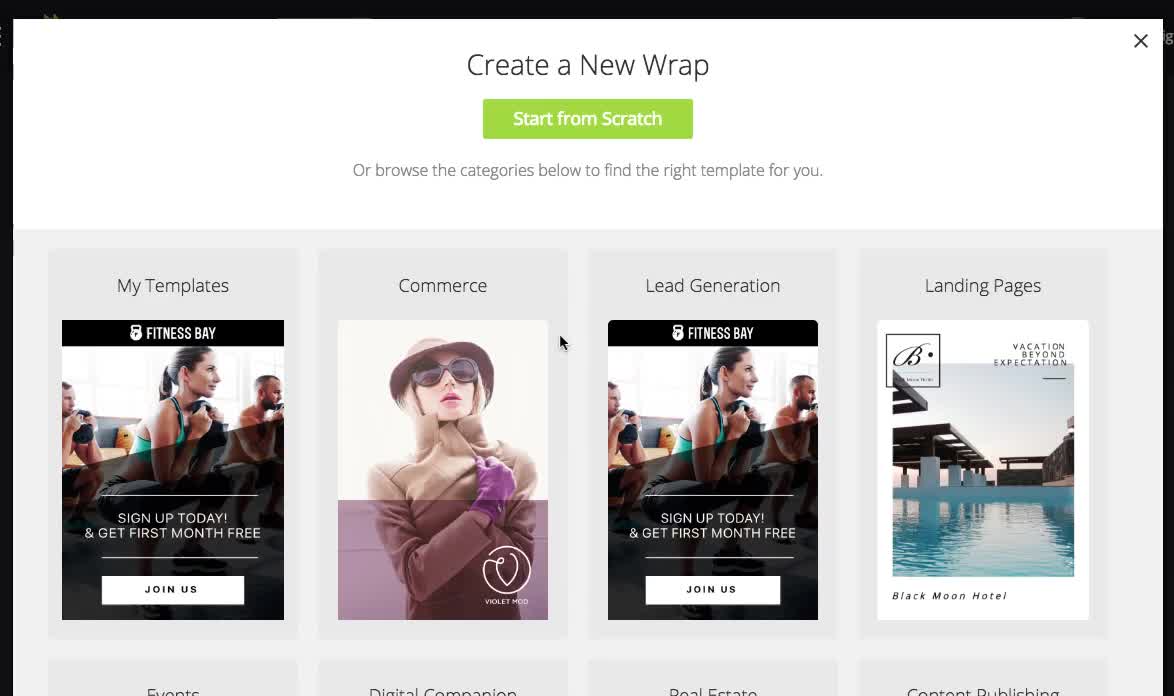 Create a New Wrap
Start from Scratch
Or browse the categories below to find the right template for you.
My Templates
Commerce
Lead Generation
Landing Pages
FITNESS BAY
SIGN UP TODAY!
& GET FIRST MONTH FREE
JOIN US
VIOLET MOD
FITNESS BAY
SIGN UP TODAY!
& GET FIRST MONTH FREE
JOIN US
B
VACATION
BEYOND
EXPECTATION
Black Moon Hotel
Events
Digital Companion
Real Estate
Content Publishing